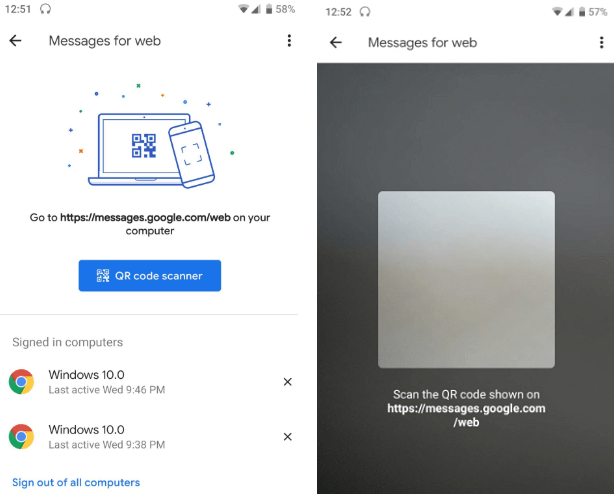 12:51
58%
Messages for web
Go to https://messages.google.com/web on your
computer
QR code scanner
Signed in computers
Windows 10.0
Last active Wed 9:46 PM
Windows 10.0
Last active Wed 9:38 PM
Sign out of all computers
12:52
57%
Messages for web
Scan the QR code shown on
https://messages.google.com
/web